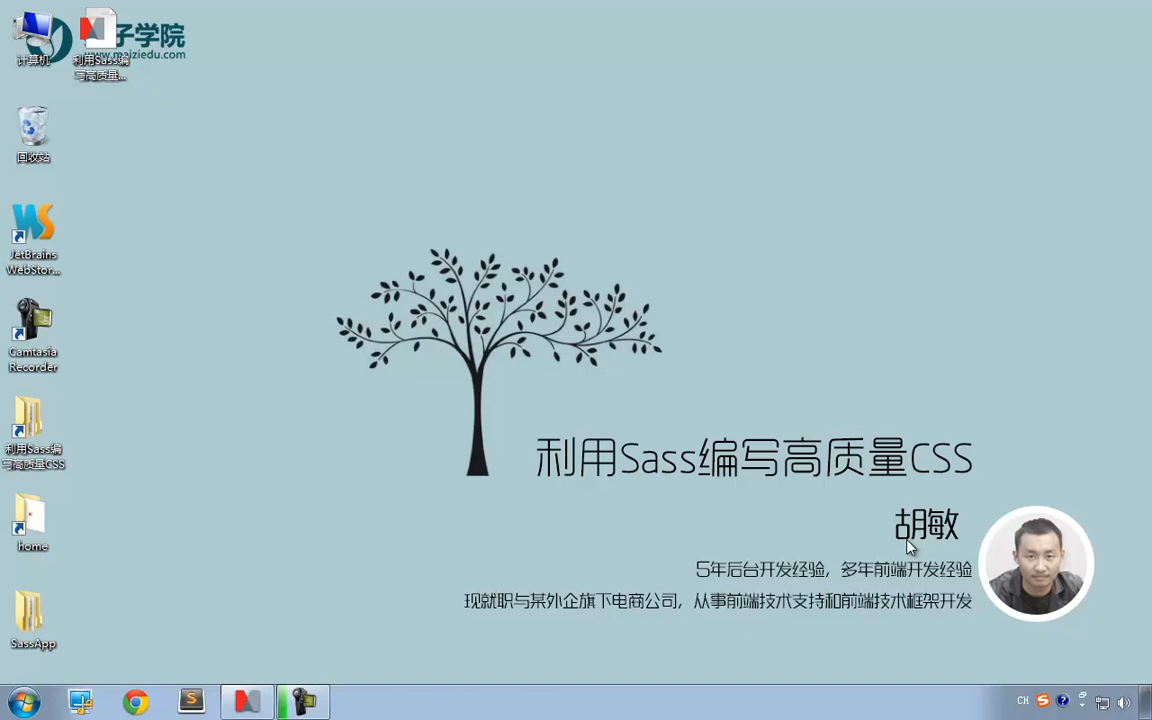 子学院
www.maiziedu.com
计算机
利用Sass编
写高质量...
回收站
JetBrains
WebStor...
Camtasia
Recorder
利用Sass编
写高质量CSS
home
SassApp
利用Sass编写高质量CSS
胡敏
5年后台开发经验，多年前端开发经验
现就职与某外企旗下电商公司，从事前端技术支持和前端技术框架开发
CH